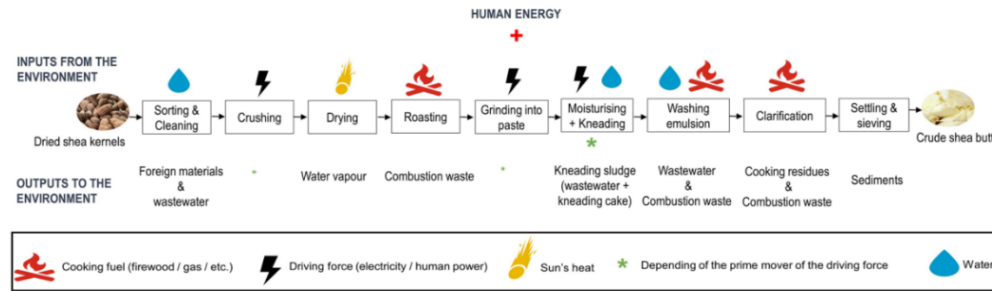 HUMAN ENERGY
+
INPUTS FROM THE
ENVIRONMENT
Dried shea kernels
Sorting &
Cleaning
Crushing
Drying
Roasting
Grinding into
paste
Moisturising
+ Kneading
Washing
emulsion
Clarification
Settling &
sieving
Crude shea butt
OUTPUTS TO THE
ENVIRONMENT
Foreign materials
&
wastewater
*
Water vapour
Combustion waste
*
*
Kneading sludge
(wastewater +
kneading cake)
Wastewater
&
Combustion waste
Cooking residues
&
Combustion waste
Sediments
Cooking fuel (firewood / gas / etc.)
Driving force (electricity / human power)
Sun's heat
* Depending of the prime mover of the driving force
Water